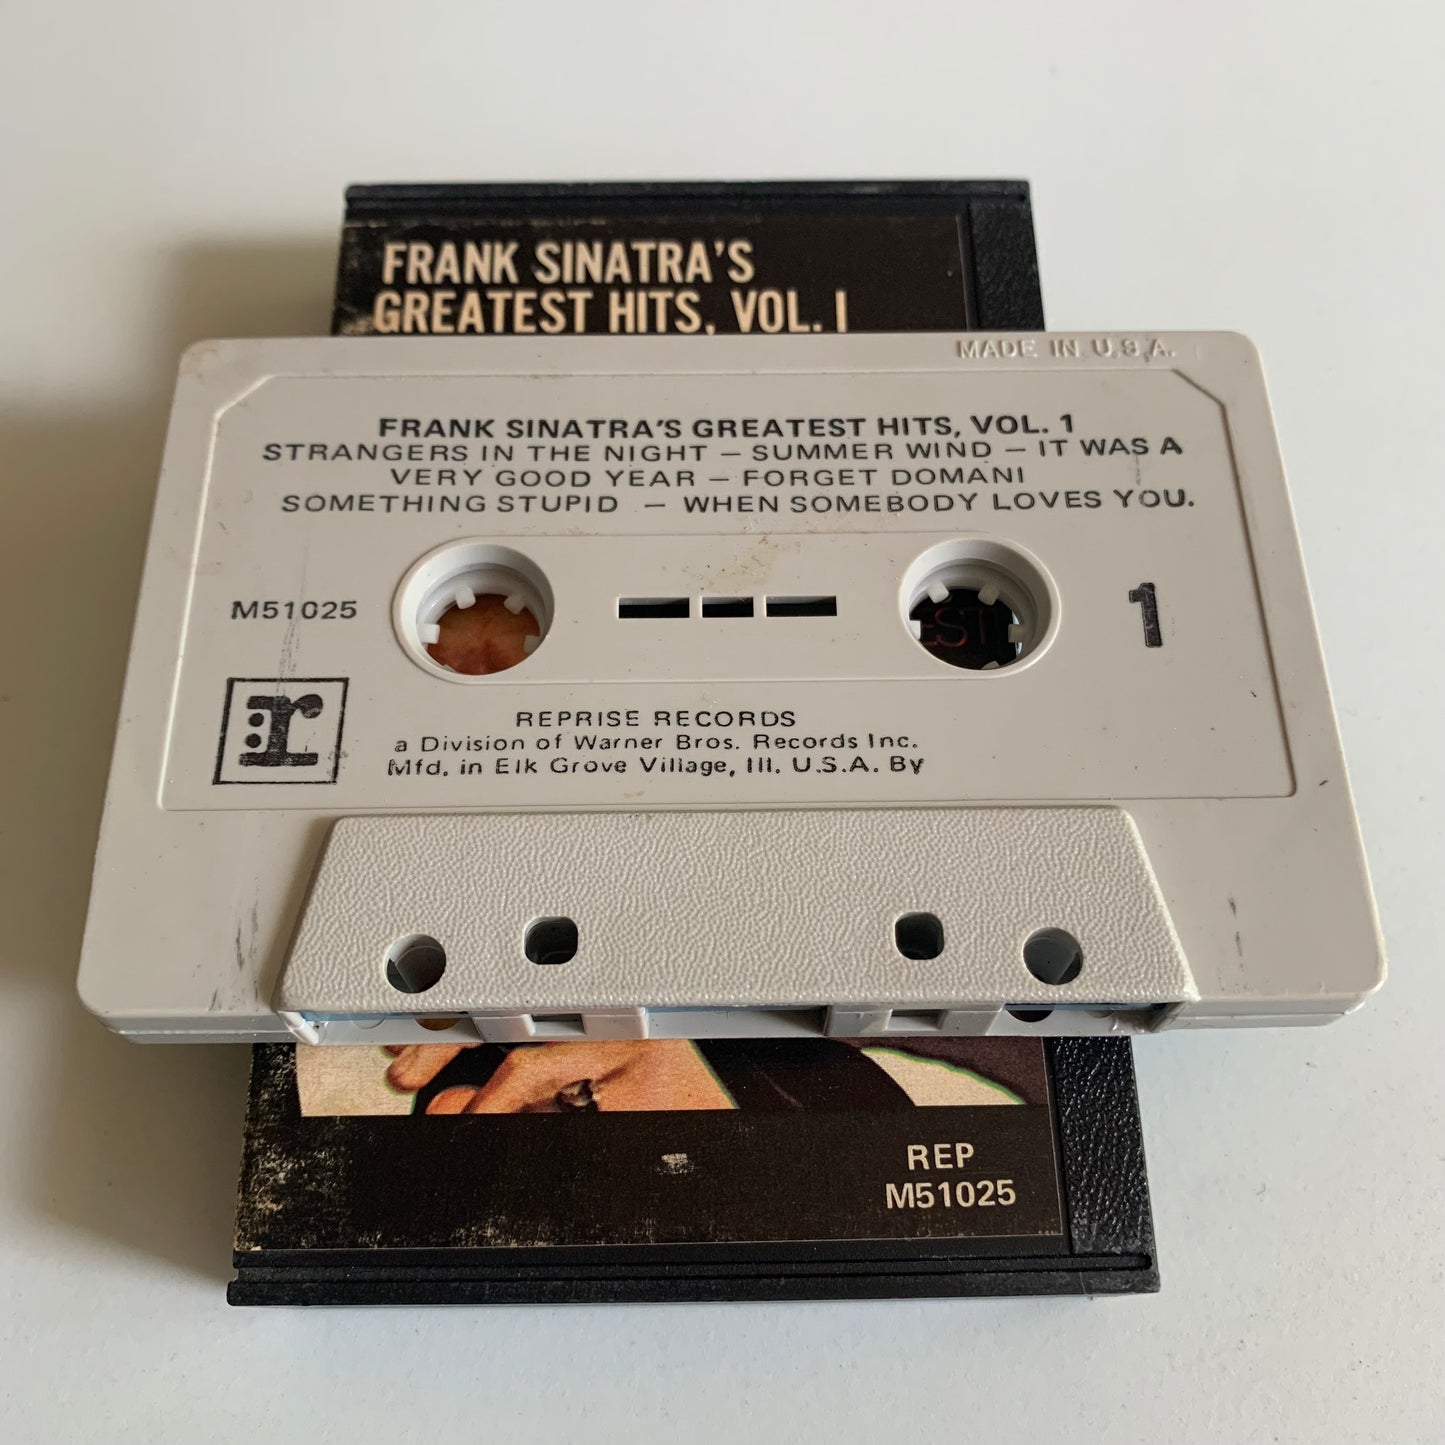 FRANK SINATRA'S
GREATEST HITS, VOL. 1
MADE IN U.S.A.
FRANK SINATRA'S GREATEST HITS, VOL. 1
STRANGERS IN THE NIGHT – SUMMER WIND – IT WAS A
VERY GOOD YEAR – FORGET DOMANI
SOMETHING STUPID – WHEN SOMEBODY LOVES YOU.
M51025
1
EST
:r
REPRISE RECORDS
a Division of Warner Bros. Records Inc.
Mfd. in Elk Grove Village, Ill. U.S.A. By
REP
M51025